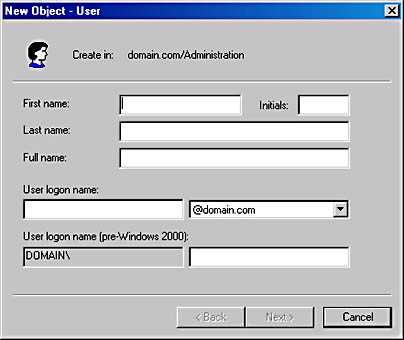 New Object - User
Create in: domain.com/Administration
First name: Initials:
Last name:
Full name:
User logon name:
@domain.com
User logon name (pre-Windows 2000):
DOMAIN\
< Back Next > Cancel